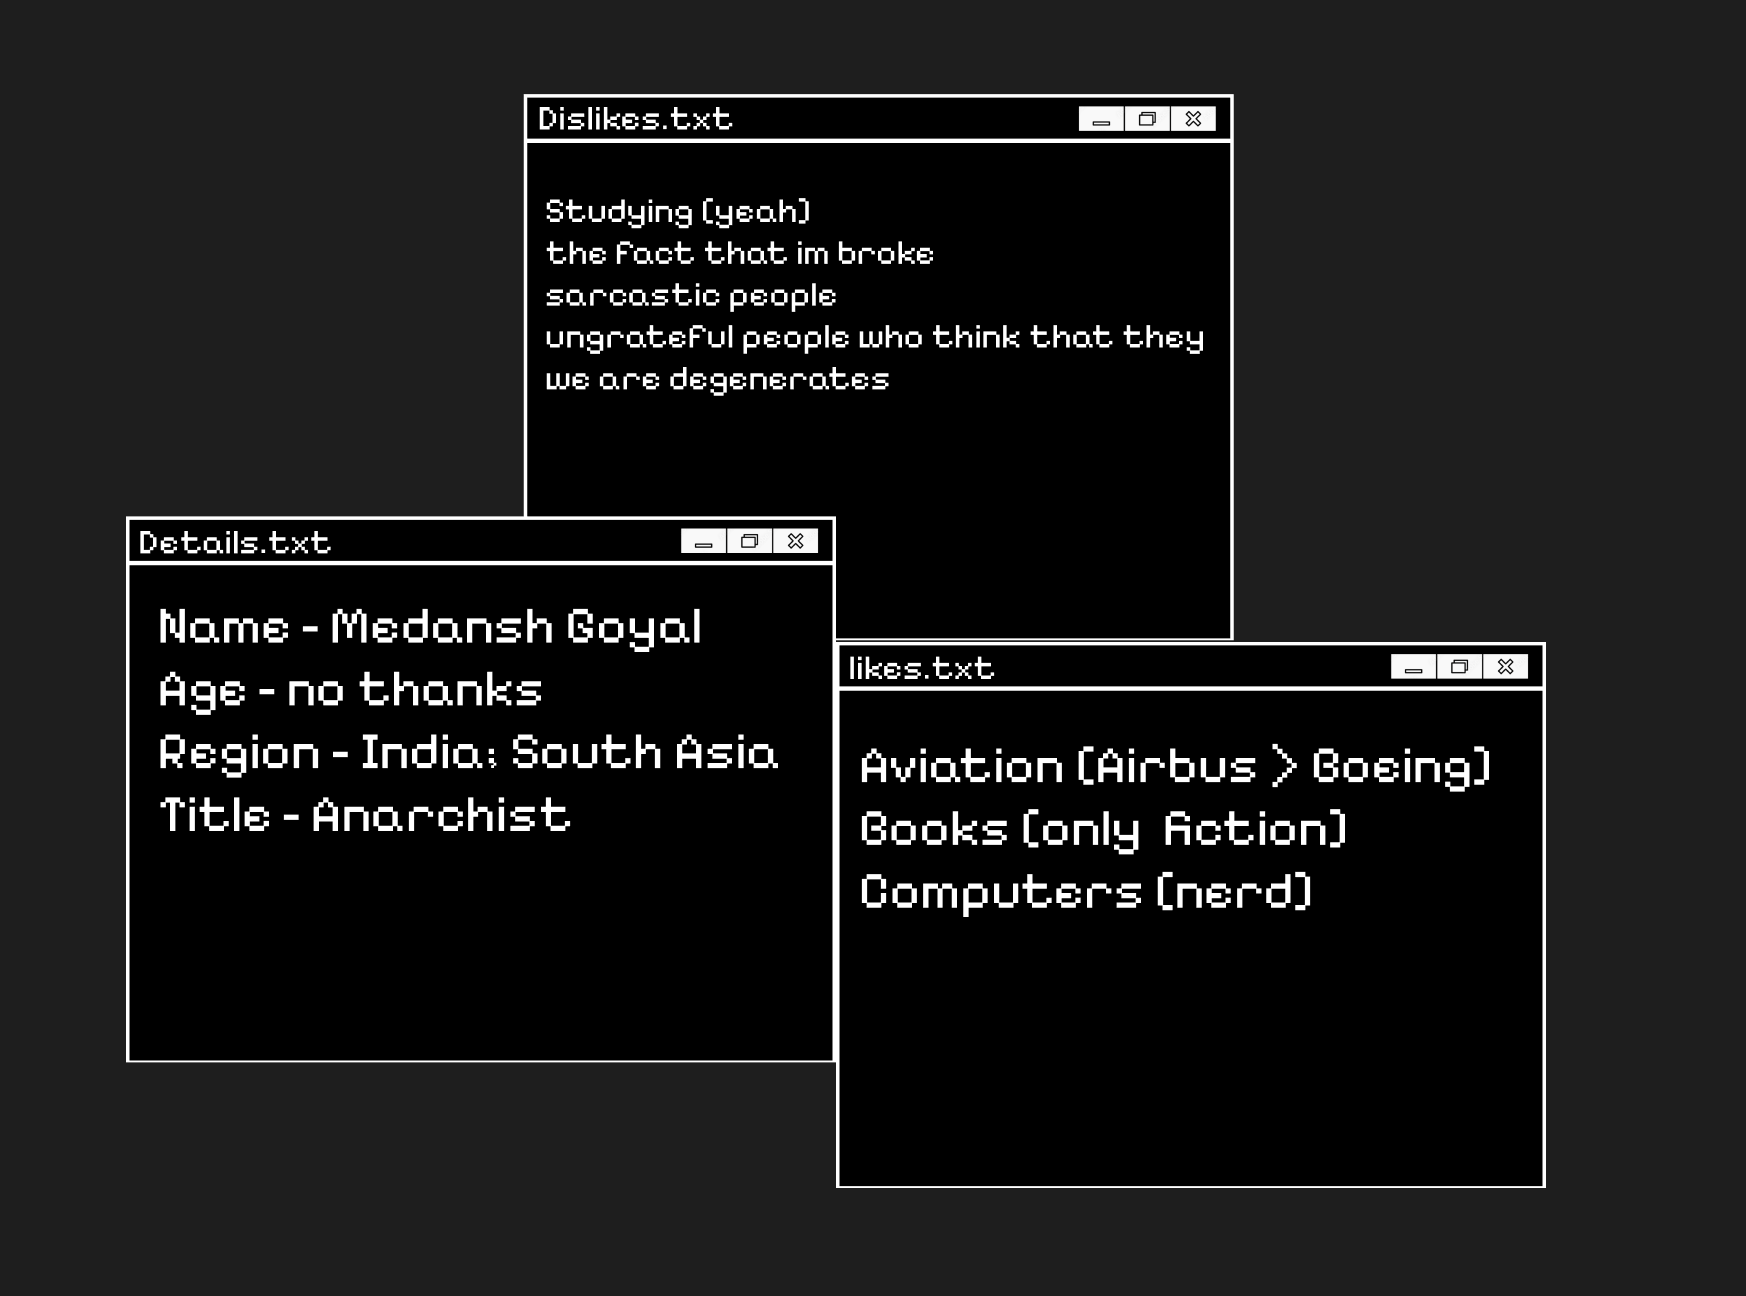 Dislikes.txt
Studying (yeah)
the fact that im broke
sarcastic people
ungrateful people who think that they
we are degenerates
Details.txt
Name - Medansh Goyal
Age - no thanks
Region - India; South Asia
Title - Anarchist
likes.txt
Aviation (Airbus > Boeing)
Books (only fiction)
Computers (nerd)